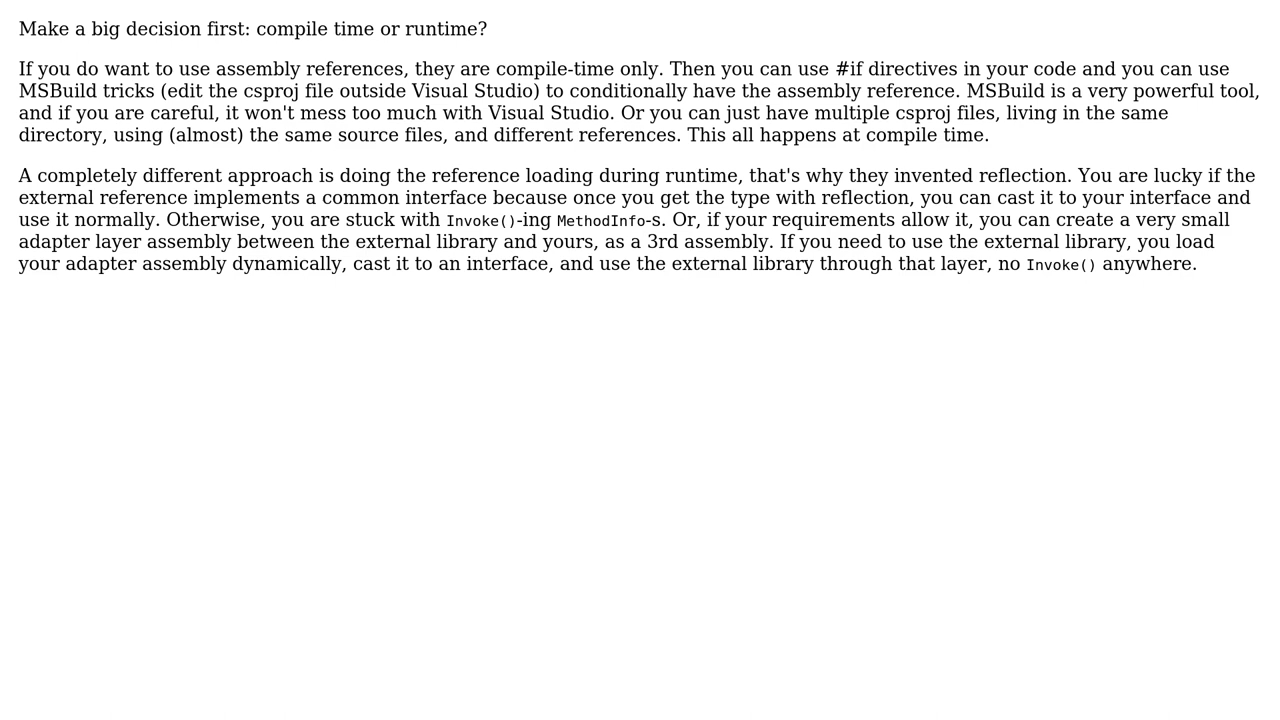 Make a big decision first: compile time or runtime?
If you do want to use assembly references, they are compile-time only. Then you can use #if directives in your code and you can use
MSBuild tricks (edit the csproj file outside Visual Studio) to conditionally have the assembly reference. MSBuild is a very powerful tool,
and if you are careful, it won't mess too much with Visual Studio. Or you can just have multiple csproj files, living in the same
directory, using (almost) the same source files, and different references. This all happens at compile time.
A completely different approach is doing the reference loading during runtime, that's why they invented reflection. You are lucky if the
external reference implements a common interface because once you get the type with reflection, you can cast it to your interface and
use it normally. Otherwise, you are stuck with Invoke()-ing MethodInfo-s. Or, if your requirements allow it, you can create a very small
adapter layer assembly between the external library and yours, as a 3rd assembly. If you need to use the external library, you load
your adapter assembly dynamically, cast it to an interface, and use the external library through that layer, no Invoke() anywhere.